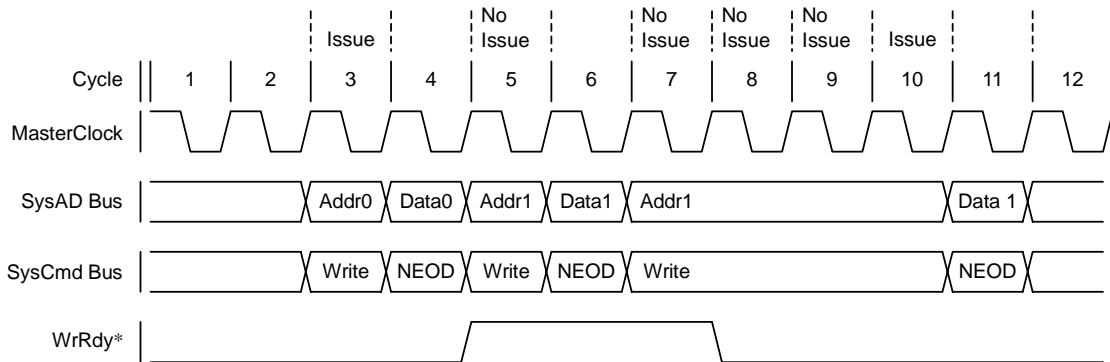 No No No No
Issue Issue Issue Issue Issue Issue
Cycle 1 2 3 4 5 6 7 8 9 10 11 12
MasterClock
SysAD Bus Addr0 Data0 Addr1 Data1 Addr1 Data 1
SysCmd Bus Write NEOD Write NEOD Write NEOD
WrRdy*